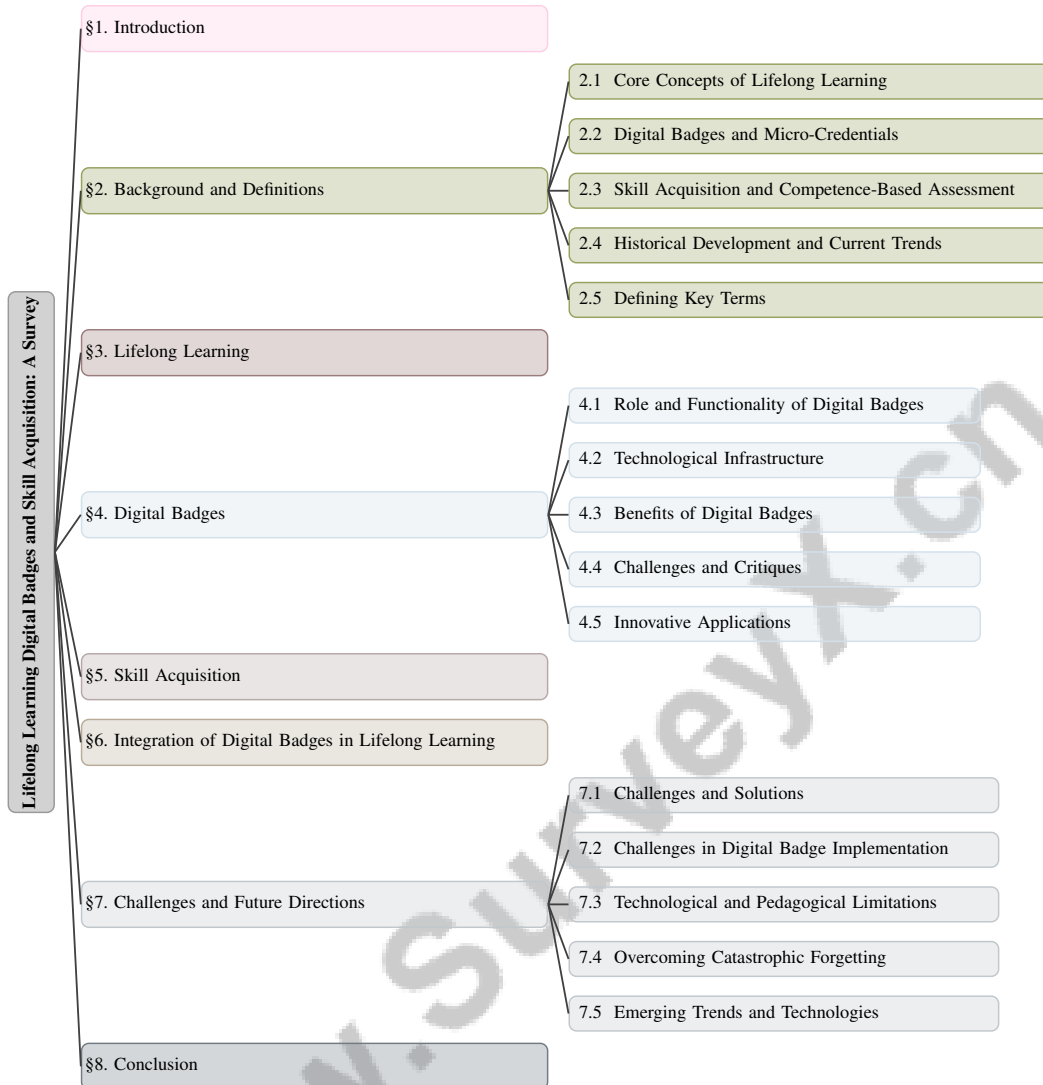 Lifelong Learning Digital Badges and Skill Acquisition: A Survey
§1. Introduction
§2. Background and Definitions
2.1 Core Concepts of Lifelong Learning
2.2 Digital Badges and Micro-Credentials
2.3 Skill Acquisition and Competence-Based Assessment
2.4 Historical Development and Current Trends
2.5 Defining Key Terms
§3. Lifelong Learning
§4. Digital Badges
4.1 Role and Functionality of Digital Badges
4.2 Technological Infrastructure
4.3 Benefits of Digital Badges
4.4 Challenges and Critiques
4.5 Innovative Applications
§5. Skill Acquisition
§6. Integration of Digital Badges in Lifelong Learning
§7. Challenges and Future Directions
7.1 Challenges and Solutions
7.2 Challenges in Digital Badge Implementation
7.3 Technological and Pedagogical Limitations
7.4 Overcoming Catastrophic Forgetting
7.5 Emerging Trends and Technologies
§8. Conclusion
w.SurveyX.cn